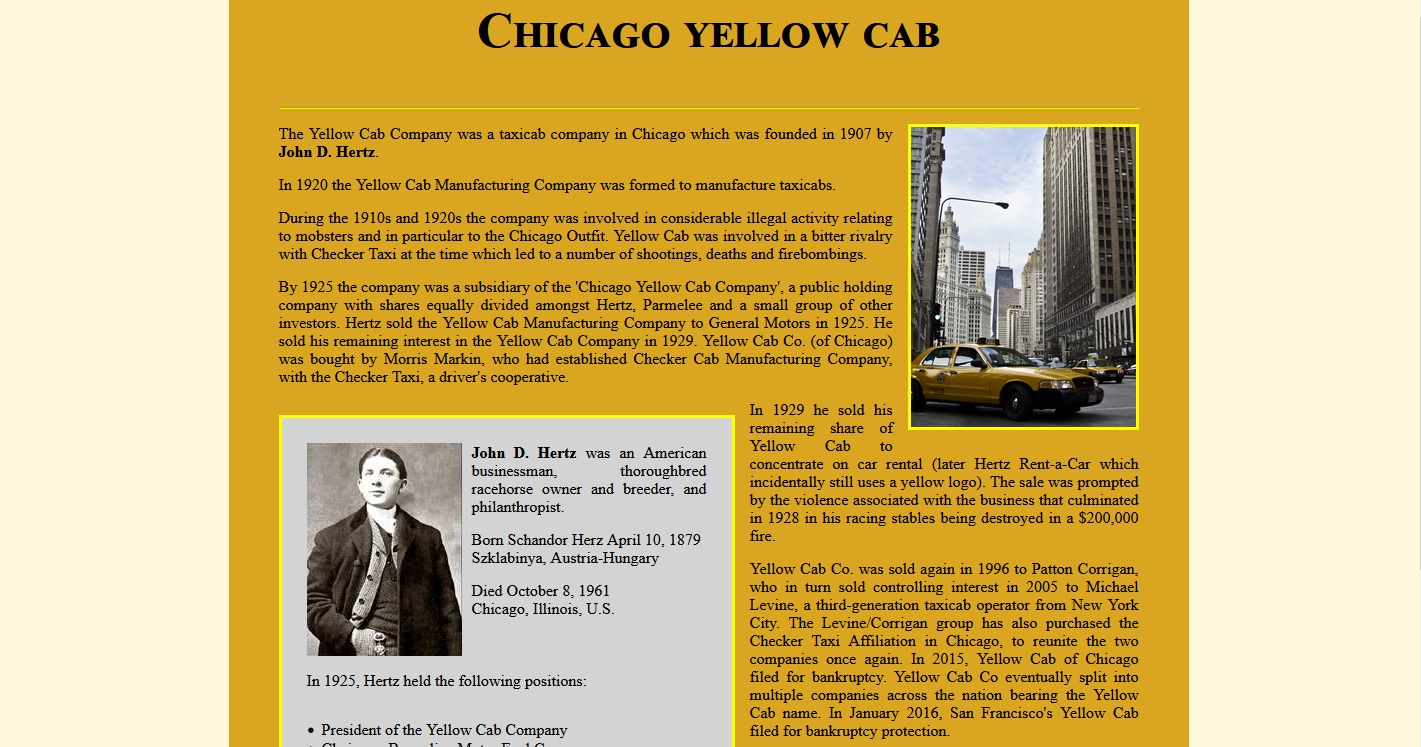 Chicago yellow cab
The Yellow Cab Company was a taxicab company in Chicago which was founded in 1907 by
John D. Hertz.
In 1920 the Yellow Cab Manufacturing Company was formed to manufacture taxicabs.
During the 1910s and 1920s the company was involved in considerable illegal activity relating
to mobsters and in particular to the Chicago Outfit. Yellow Cab was involved in a bitter rivalry
with Checker Taxi at the time which led to a number of shootings, deaths and firebombings.
By 1925 the company was a subsidiary of the 'Chicago Yellow Cab Company', a public holding
company with shares equally divided amongst Hertz, Parmelee and a small group of other
investors. Hertz sold the Yellow Cab Manufacturing Company to General Motors in 1925. He
sold his remaining interest in the Yellow Cab Company in 1929. Yellow Cab Co. (of Chicago)
was bought by Morris Markin, who had established Checker Cab Manufacturing Company,
with the Checker Taxi, a driver's cooperative.
John D. Hertz was an American
businessman, thoroughbred
racehorse owner and breeder, and
philanthropist.
Born Schandor Herz April 10, 1879
Szklabinya, Austria-Hungary
Died October 8, 1961
Chicago, Illinois, U.S.
In 1925, Hertz held the following positions:
• President of the Yellow Cab Company
In 1929 he sold his
remaining share of
Yellow Cab to
concentrate on car rental (later Hertz Rent-a-Car which
incidentally still uses a yellow logo). The sale was prompted
by the violence associated with the business that culminated
in 1928 in his racing stables being destroyed in a $200,000
fire.
Yellow Cab Co. was sold again in 1996 to Patton Corrigan,
who in turn sold controlling interest in 2005 to Michael
Levine, a third-generation taxicab operator from New York
City. The Levine/Corrigan group has also purchased the
Checker Taxi Affiliation in Chicago, to reunite the two
companies once again. In 2015, Yellow Cab of Chicago
filed for bankruptcy. Yellow Cab Co eventually split into
multiple companies across the nation bearing the Yellow
Cab name. In January 2016, San Francisco's Yellow Cab
filed for bankruptcy protection.